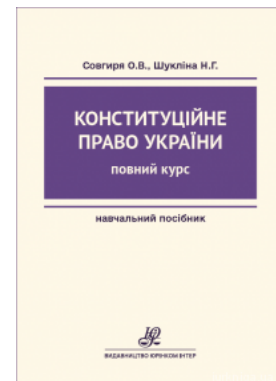 Совгиря О.В., Шукліна Н.Г.
КОНСТИТУЦІЙНЕ
ПРАВО УКРАЇНИ
повний курс
навчальний посібник
ВИДАВНИЦТВО ЮРІНКОМ ІНТЕР